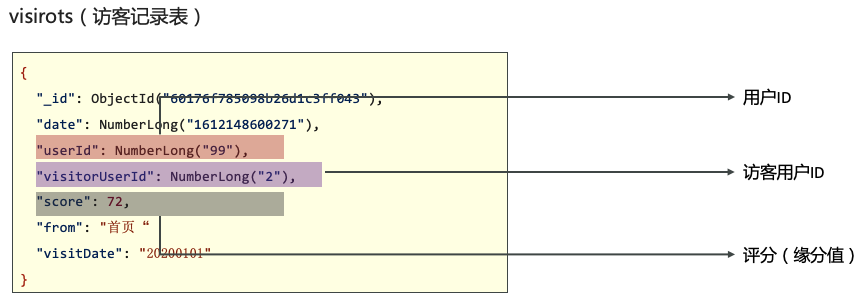 visirots（访客记录表）
{
"_id": ObjectId("60176f785098b26d1c3ff043"),
"date": NumberLong("1612148600271"),
"userId": NumberLong("99"),
"visitorUserId": NumberLong("2"),
"score": 72,
"from": "首页 “
"visitDate": "20200101"
}
用户ID
访客用户ID
评分（缘分值）